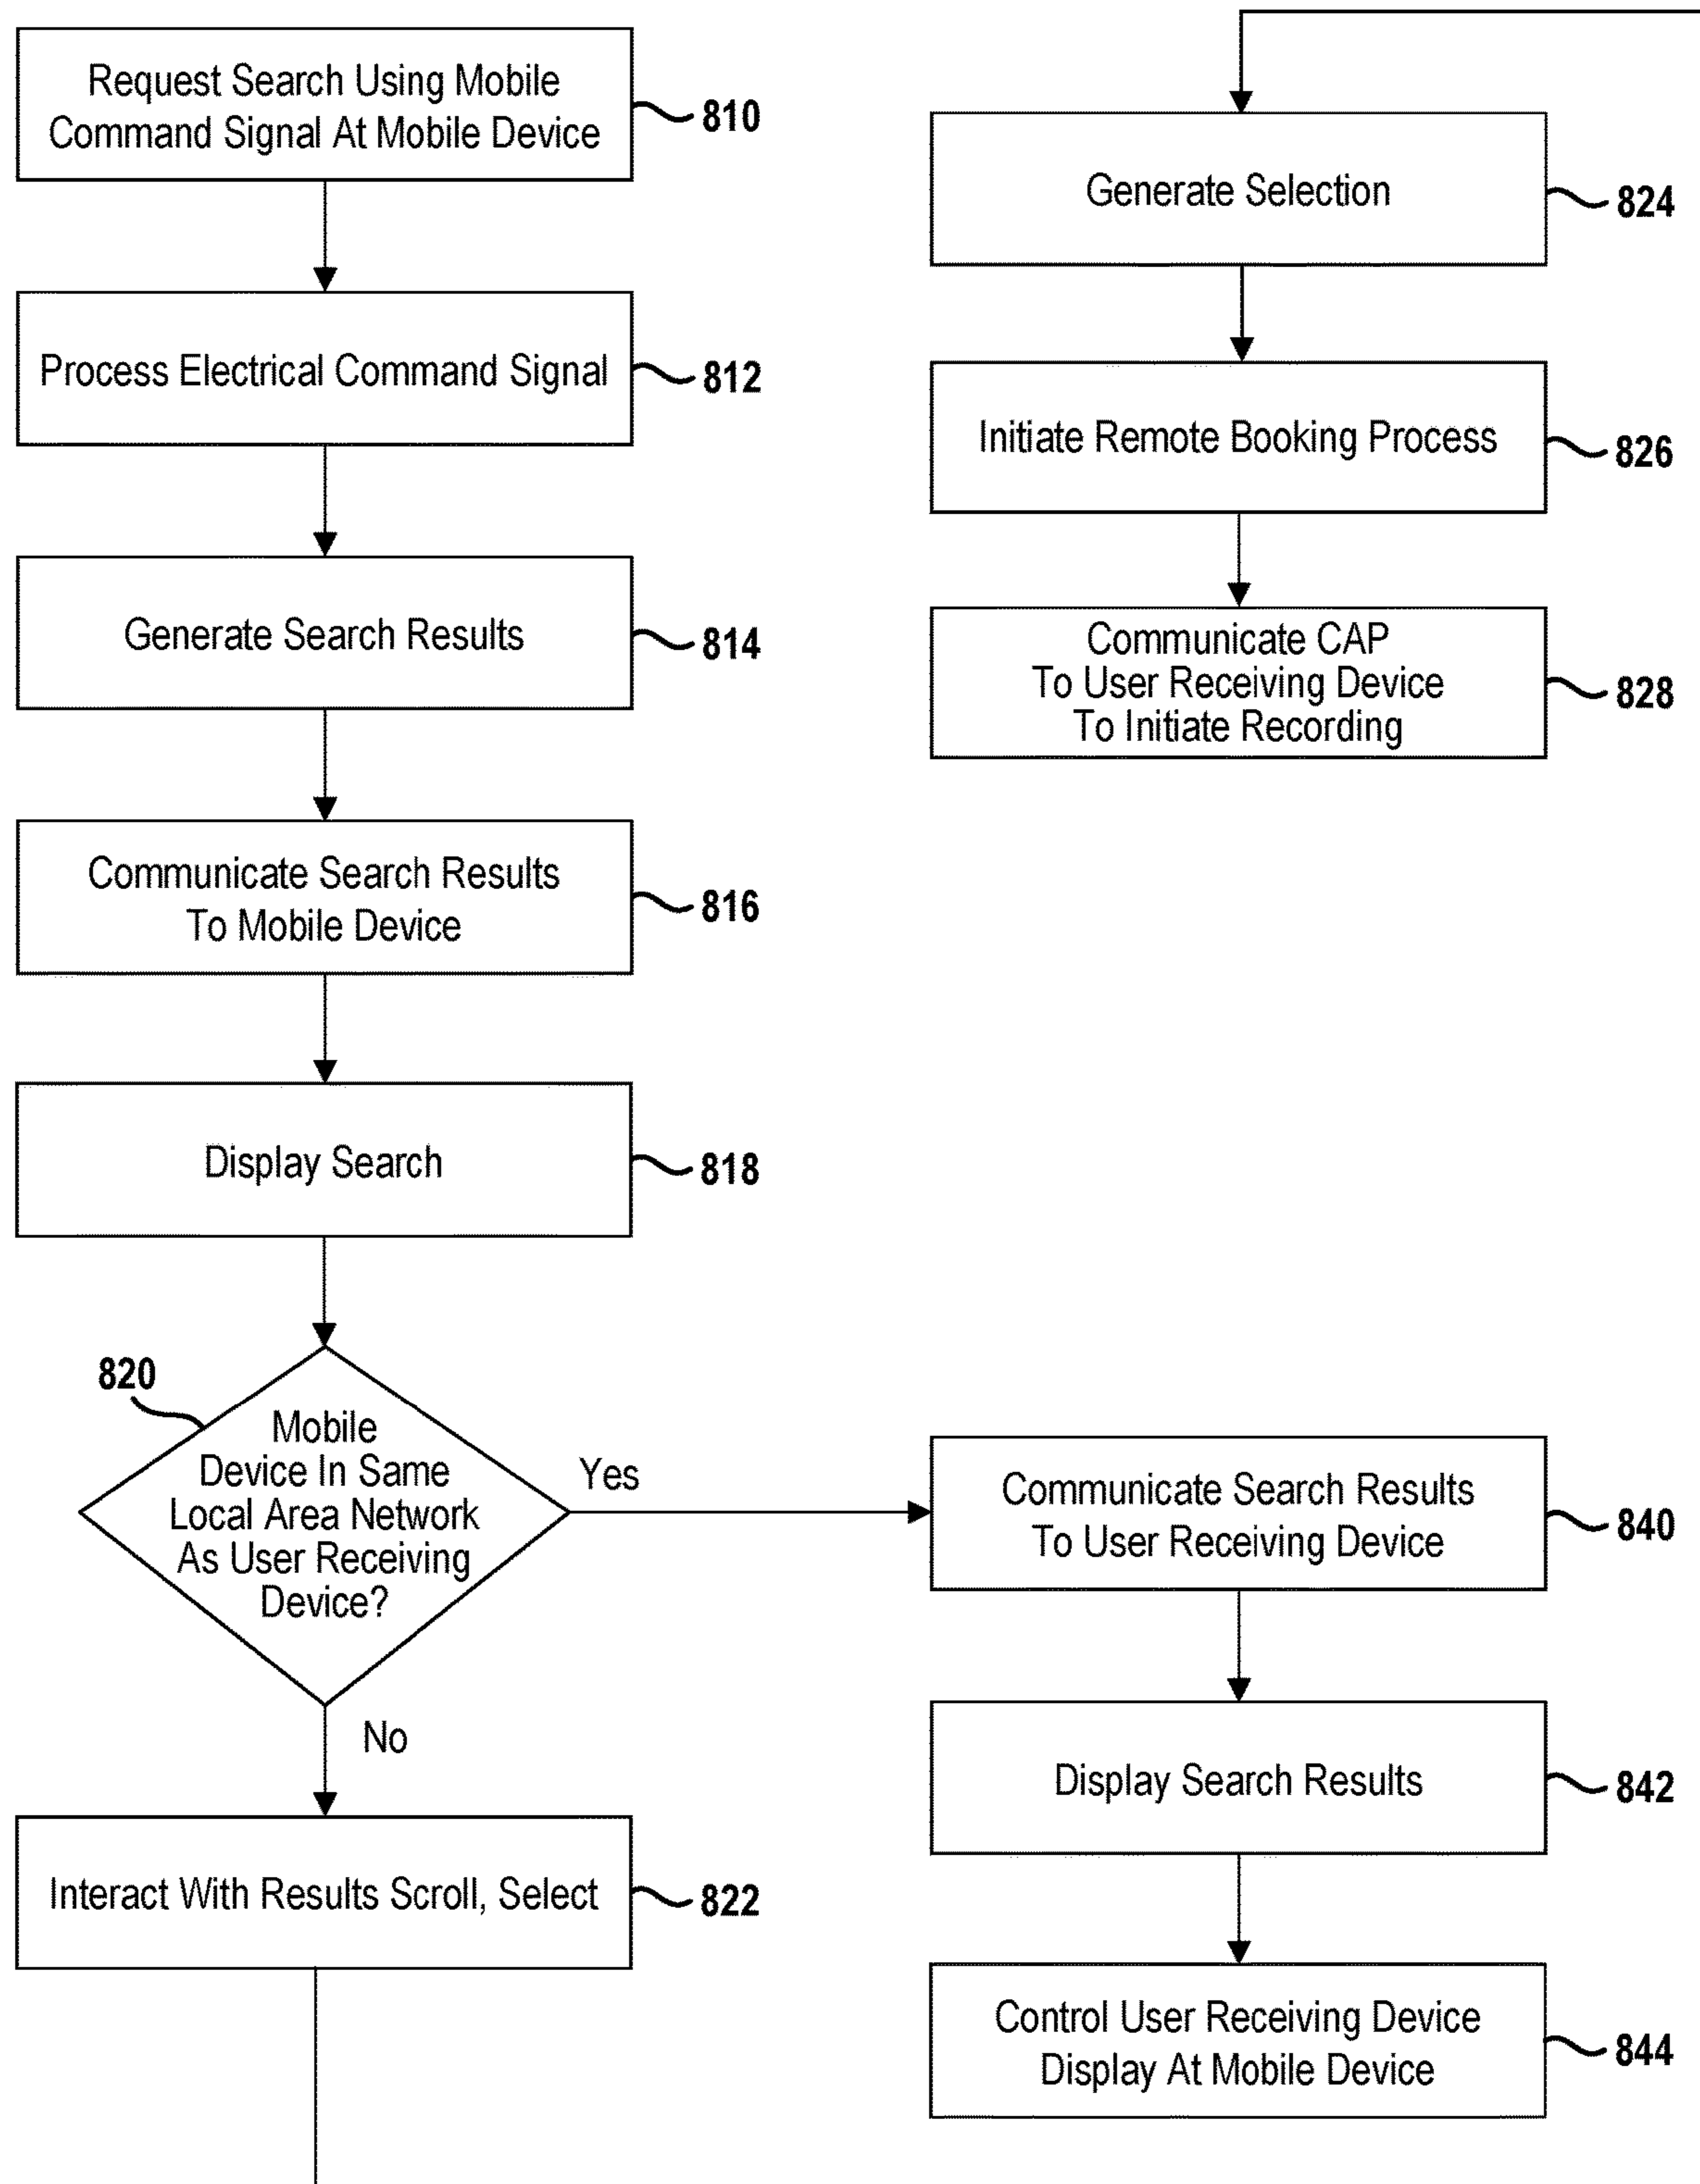 Request Search Using Mobile
Command Signal At Mobile Device
810
Process Electrical Command Signal
812
Generate Search Results
814
Communicate Search Results
To Mobile Device
816
Display Search
818
820
Mobile
Device In Same
Local Area Network
As User Receiving
Device?
Yes
No
Interact With Results Scroll, Select
822
Generate Selection
824
Initiate Remote Booking Process
826
Communicate CAP
To User Receiving Device
To Initiate Recording
828
Communicate Search Results
To User Receiving Device
840
Display Search Results
842
Control User Receiving Device
Display At Mobile Device
844